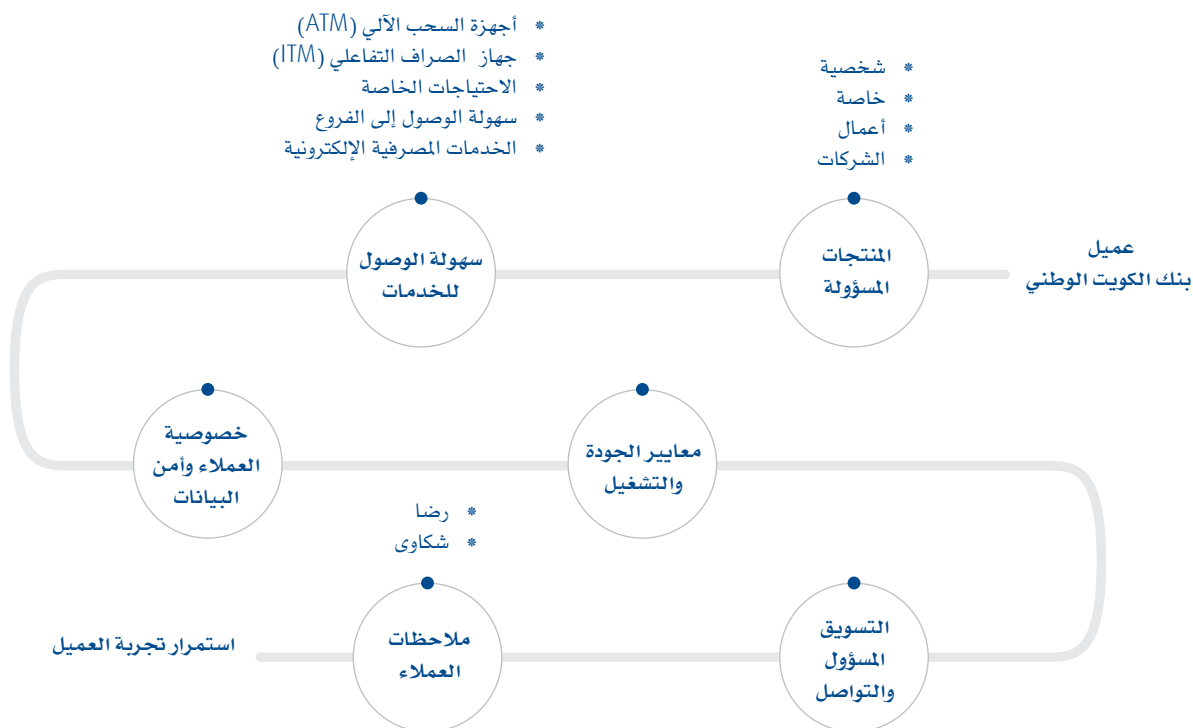 عميل
بنك الكويت الوطني
* شخصية
* خاصة
* أعمال
* الشركات
المنتجات
المسؤولة
* أجهزة السحب الآلي (ATM)
* جهاز الصراف التفاعلي (ITM)
* الاحتياجات الخاصة
* سهولة الوصول إلى الفروع
* الخدمات المصرفية الإلكترونية
سهولة الوصول
للخدمات
خصوصية
العملاء وأمن
البيانات
معايير الجودة
والتشغيل
التسويق
المسؤول
والتواصل
* رضا
* شكاوى
ملاحظات
العملاء
استمرار تجربة العميل